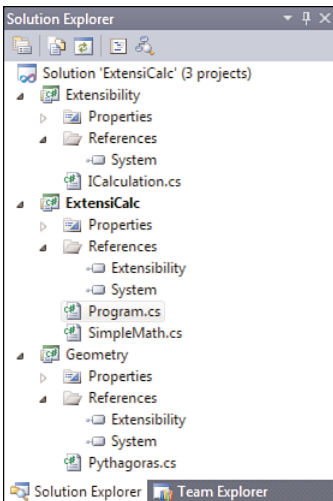 Solution Explorer
Solution 'ExtensiCalc' (3 projects)
Extensibility
Properties
References
System
ICalculation.cs
ExtensiCalc
Properties
References
Extensibility
System
Program.cs
SimpleMath.cs
Geometry
Properties
References
Extensibility
System
Pythagoras.cs
Solution Explorer Team Explorer